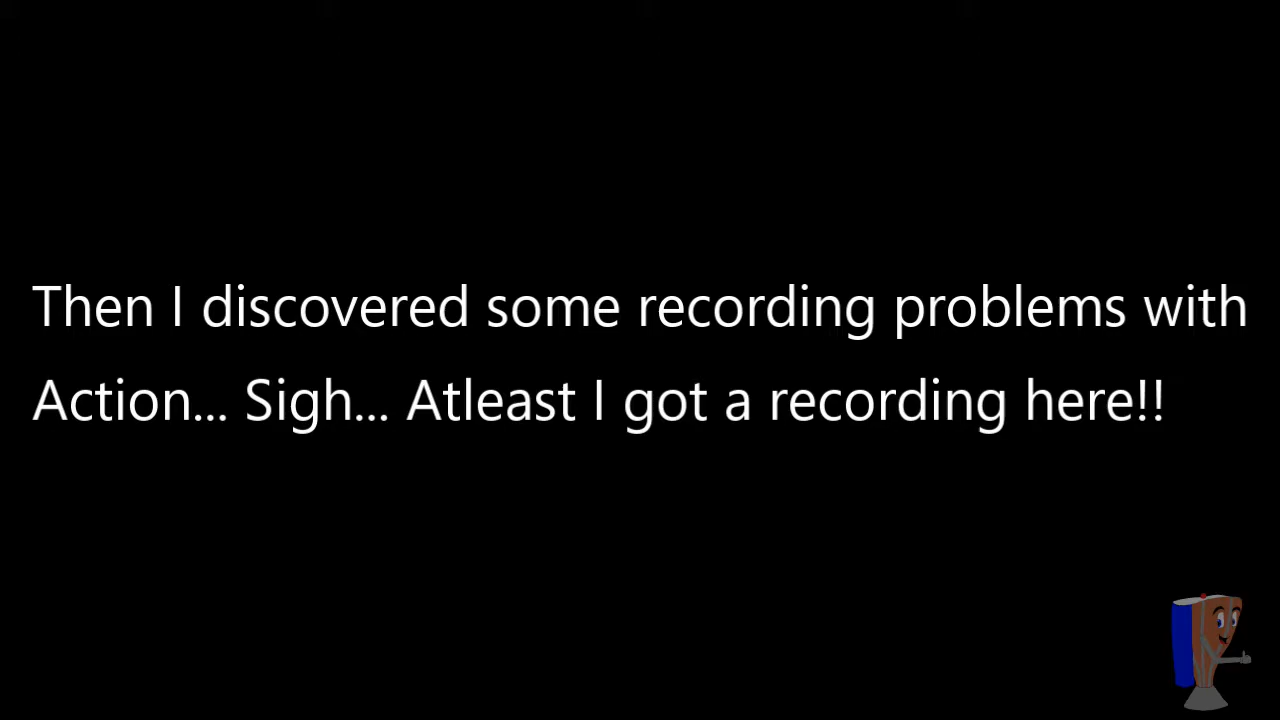 Then I discovered some recording problems with
Action... Sigh... Atleast I got a recording here!!